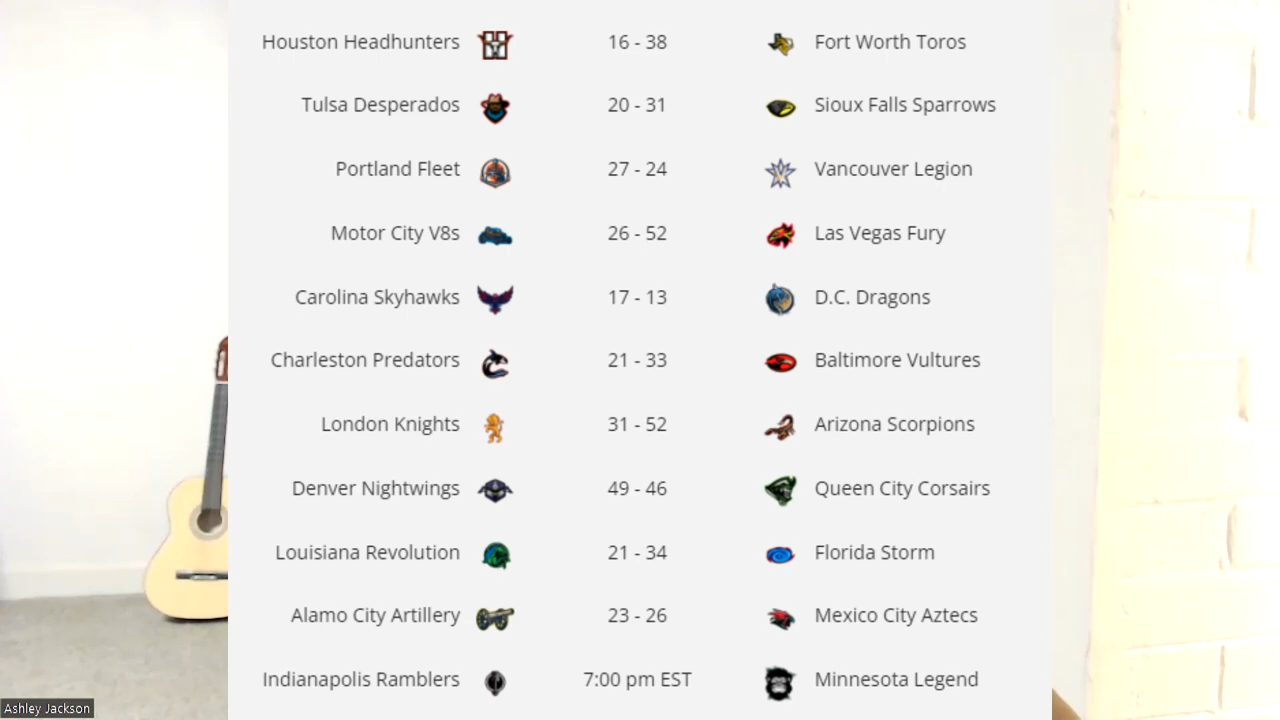 Houston Headhunters 16 - 38 Fort Worth Toros
Tulsa Desperados 20 - 31 Sioux Falls Sparrows
Portland Fleet 27 - 24 Vancouver Legion
Motor City V8s 26 - 52 Las Vegas Fury
Carolina Skyhawks 17 - 13 D.C. Dragons
Charleston Predators 21 - 33 Baltimore Vultures
London Knights 31 - 52 Arizona Scorpions
Denver Nightwings 49 - 46 Queen City Corsairs
Louisiana Revolution 21 - 34 Florida Storm
Alamo City Artillery 23 - 26 Mexico City Aztecs
Indianapolis Ramblers 7:00 pm EST Minnesota Legend
Ashley Jackson